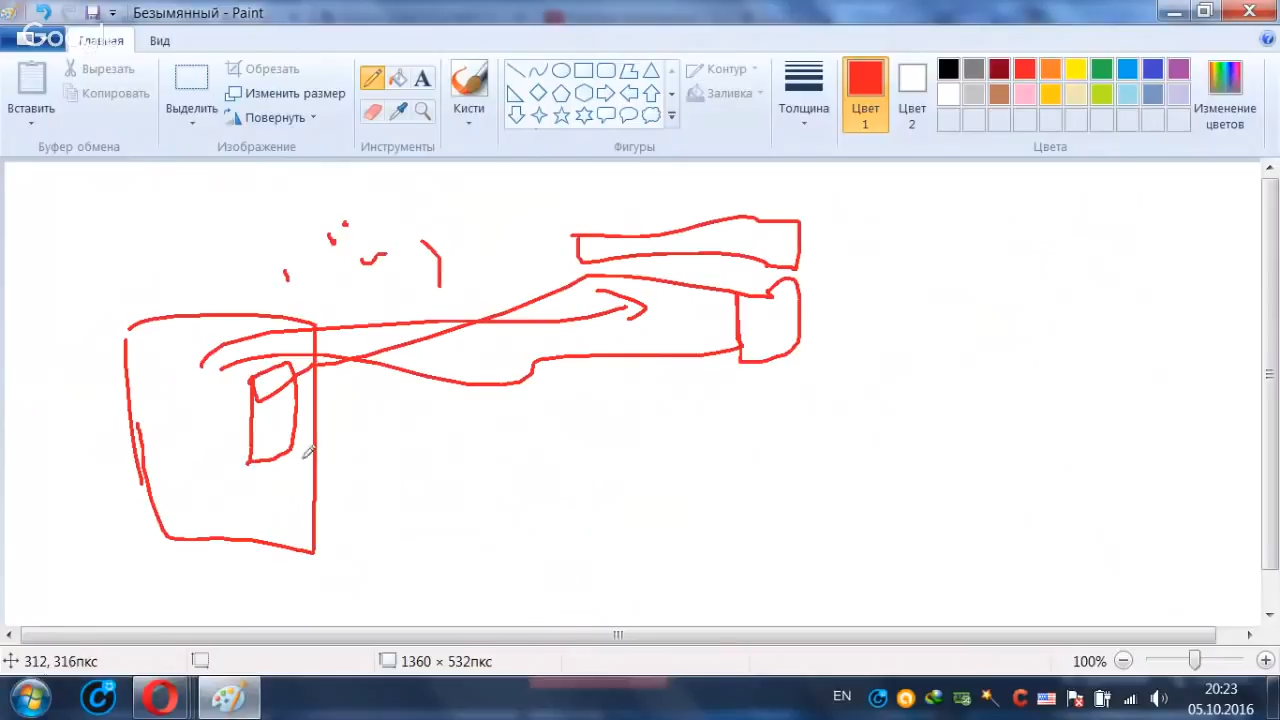 Безымянный - Paint
Google
Главная
Вид
Вставить
Вырезать
Копировать
Буфер обмена
Выделить
Обрезать
Изменить размер
Повернуть
Изображение
A
Инструменты
Кисти
Контур
Заливка
Фигуры
Толщина
Цвет 1
Цвет 2
Цвета
Изменение цветов
312, 316пкс
1360 × 532пкс
100%
EN
20:23
05.10.2016